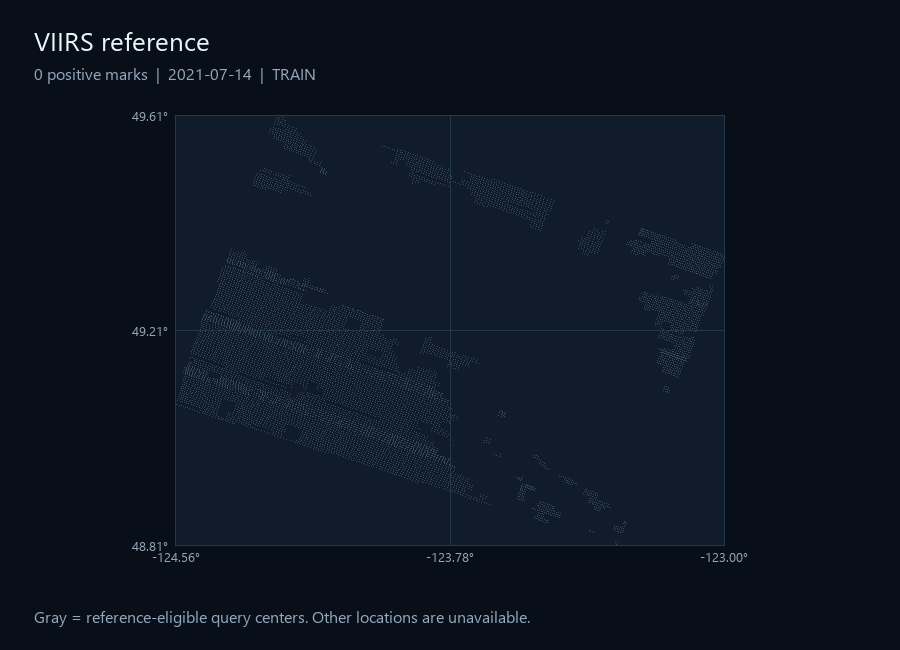 VIIRS reference
0 positive marks | 2021-07-14 | TRAIN
49.61°
49.21°
48.81°
-124.56°
-123.78°
-123.00°
Gray = reference-eligible query centers. Other locations are unavailable.